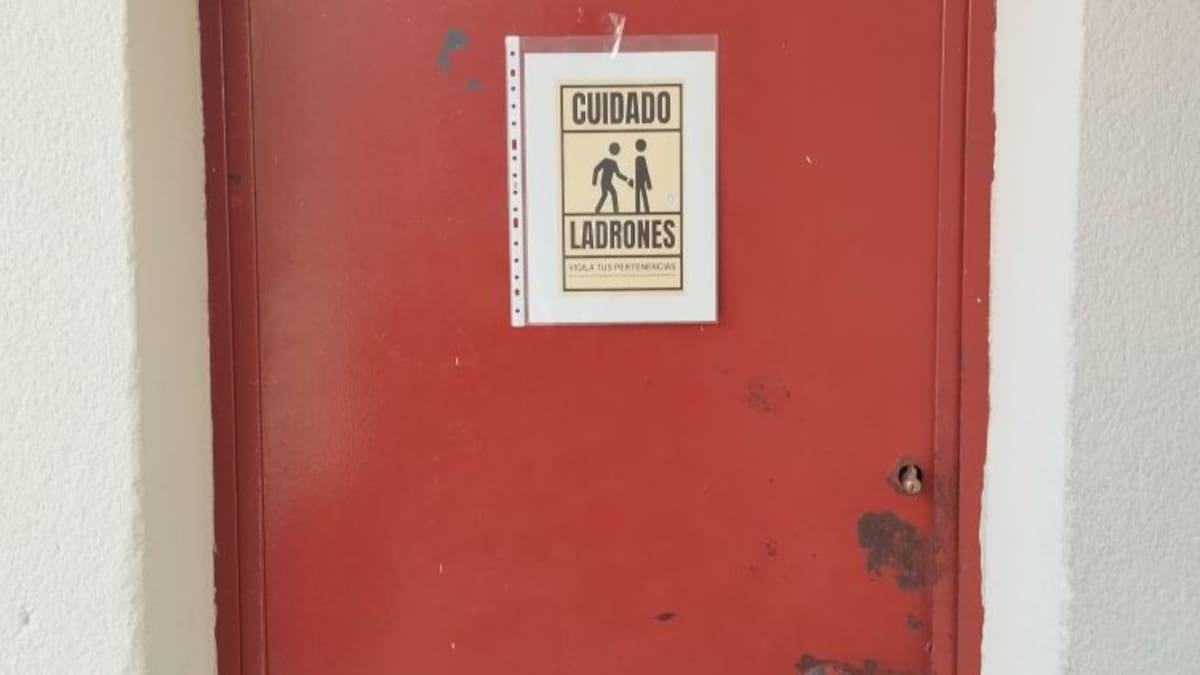 CUIDADO
LADRONES
VIGILA TUS PERTENENCIAS